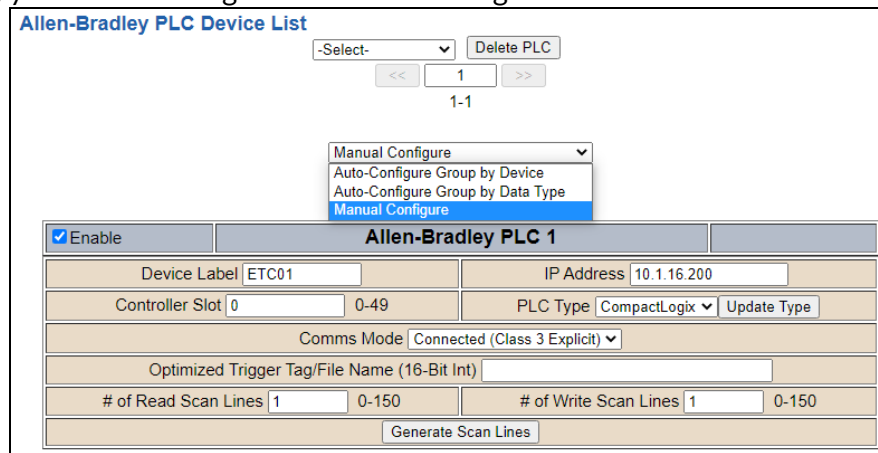 Allen-Bradley PLC Device List
-Select- Delete PLC
<< 1 >>
1-1
Manual Configure
Auto-Configure Group by Device
Auto-Configure Group by Data Type
Manual Configure
Enable Allen-Bradley PLC 1
Device Label ETC01 IP Address 10.1.16.200
Controller Slot 0 0-49 PLC Type CompactLogix Update Type
Comms Mode Connected (Class 3 Explicit)
Optimized Trigger Tag/File Name (16-Bit Int)
# of Read Scan Lines 1 0-150 # of Write Scan Lines 1 0-150
Generate Scan Lines